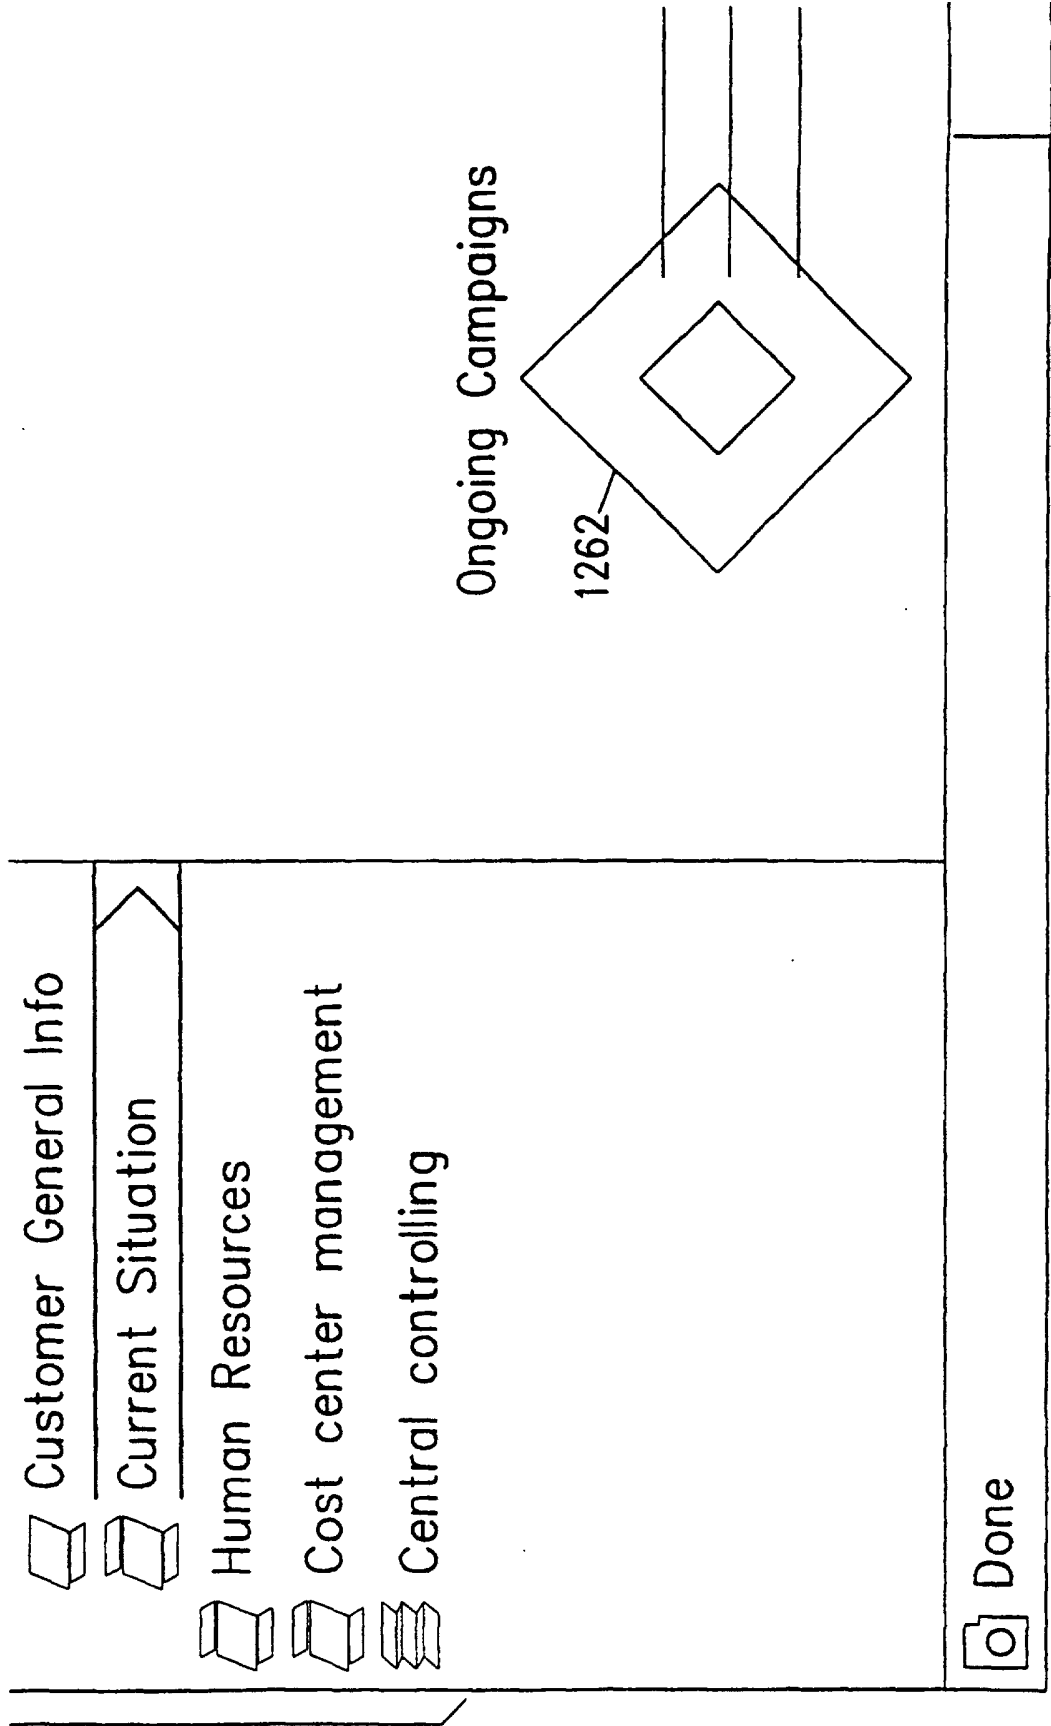 Customer General Info
Current Situation
Human Resources
Cost center management
Central controlling
Ongoing Campaigns
1262
Done